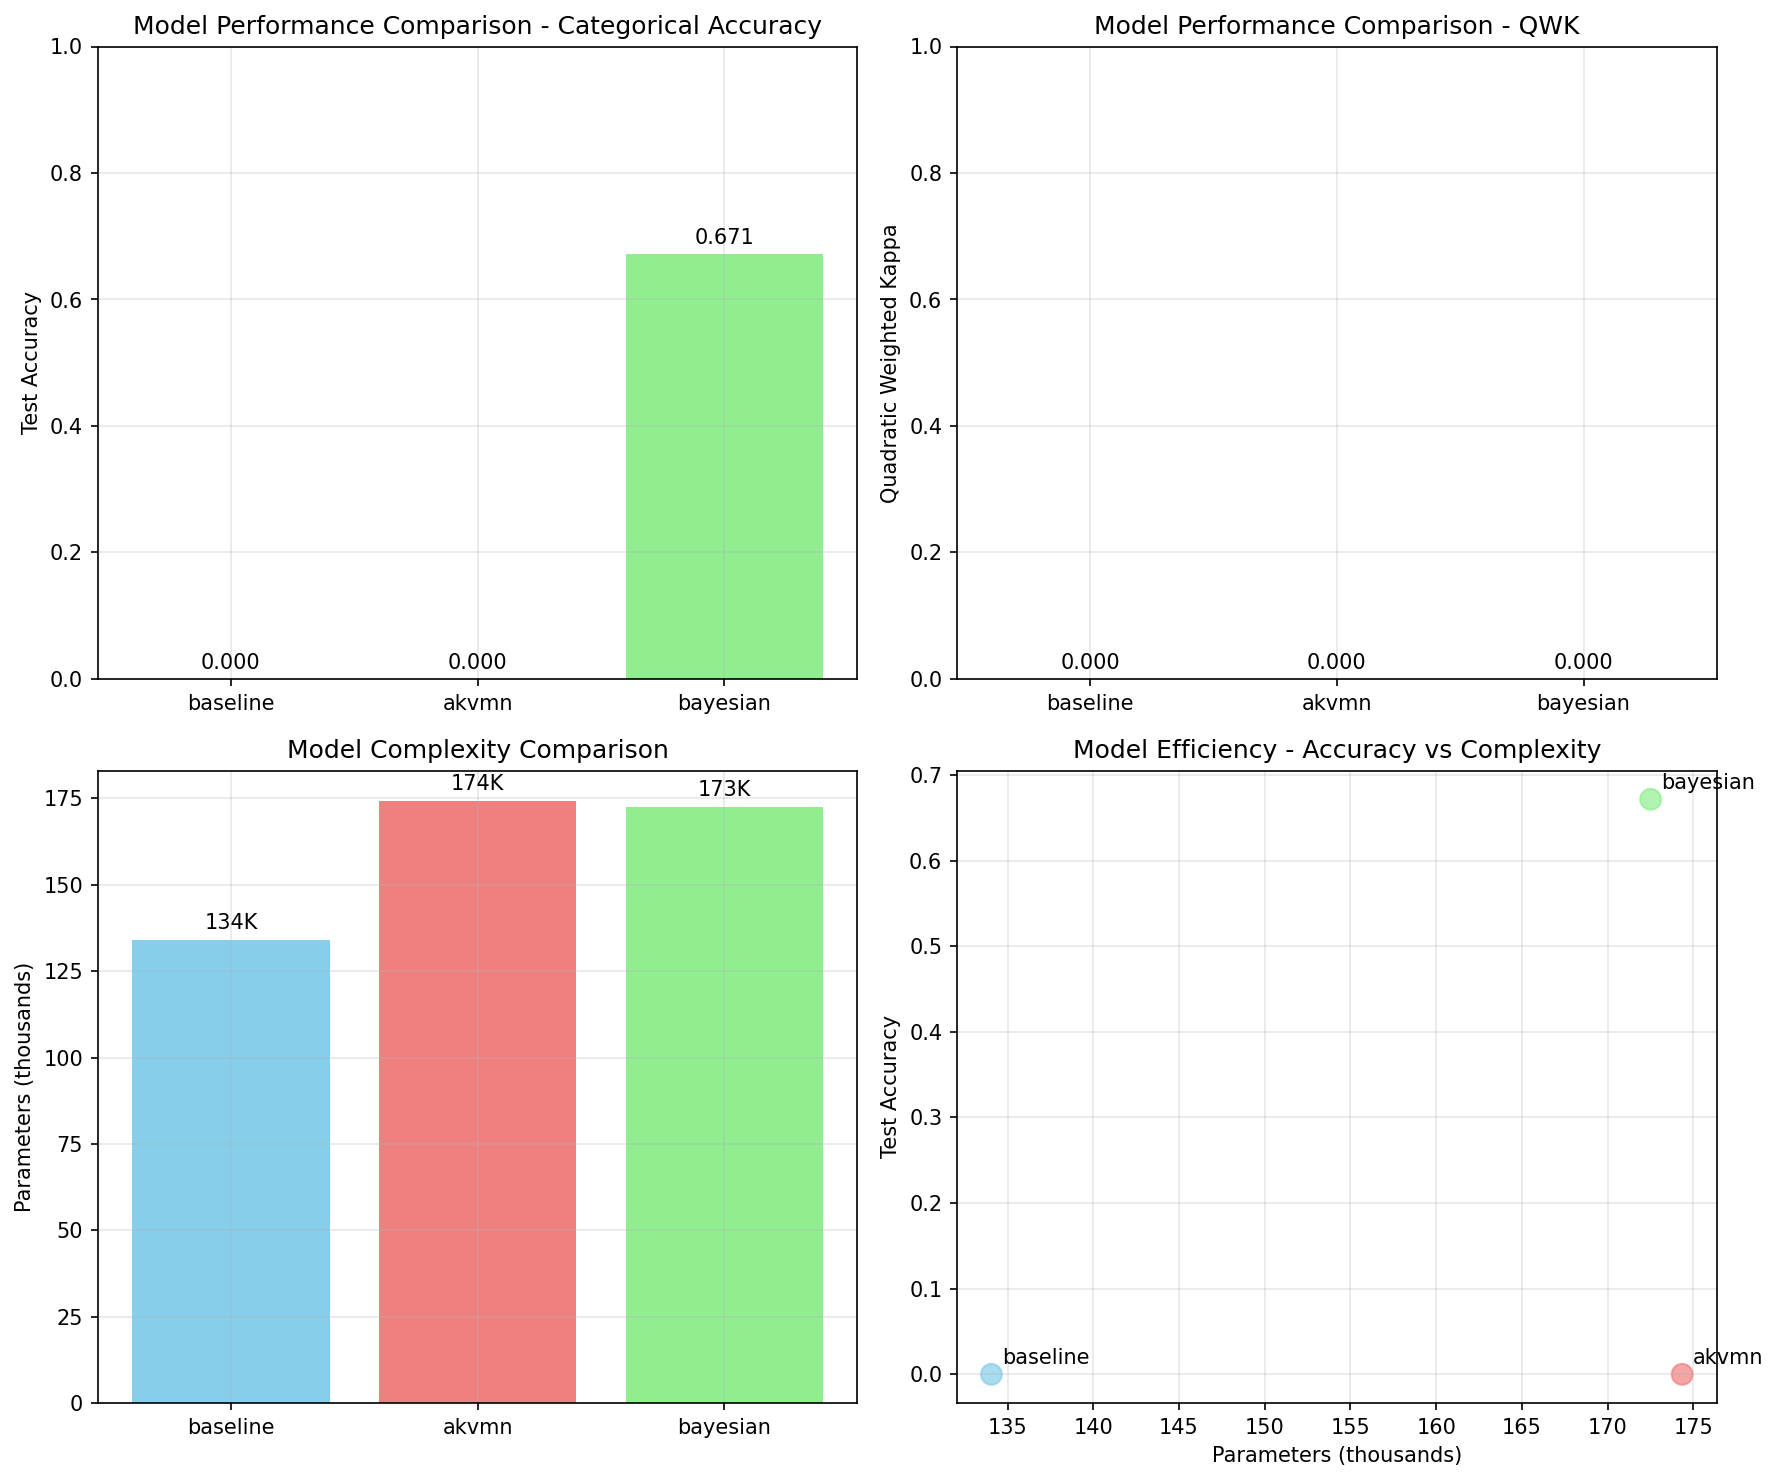 Model Performance Comparison - Categorical Accuracy
Test Accuracy
1.0
0.8
0.6
0.4
0.2
0.0
0.000
0.000
0.671
baseline
akvmn
bayesian
Model Performance Comparison - QWK
Quadratic Weighted Kappa
1.0
0.8
0.6
0.4
0.2
0.0
0.000
0.000
0.000
baseline
akvmn
bayesian
Model Complexity Comparison
Parameters (thousands)
175
150
125
100
75
50
25
0
134K
174K
173K
baseline
akvmn
bayesian
Model Efficiency - Accuracy vs Complexity
Test Accuracy
0.7
0.6
0.5
0.4
0.3
0.2
0.1
0.0
bayesian
baseline
akvmn
135
140
145
150
155
160
165
170
175
Parameters (thousands)